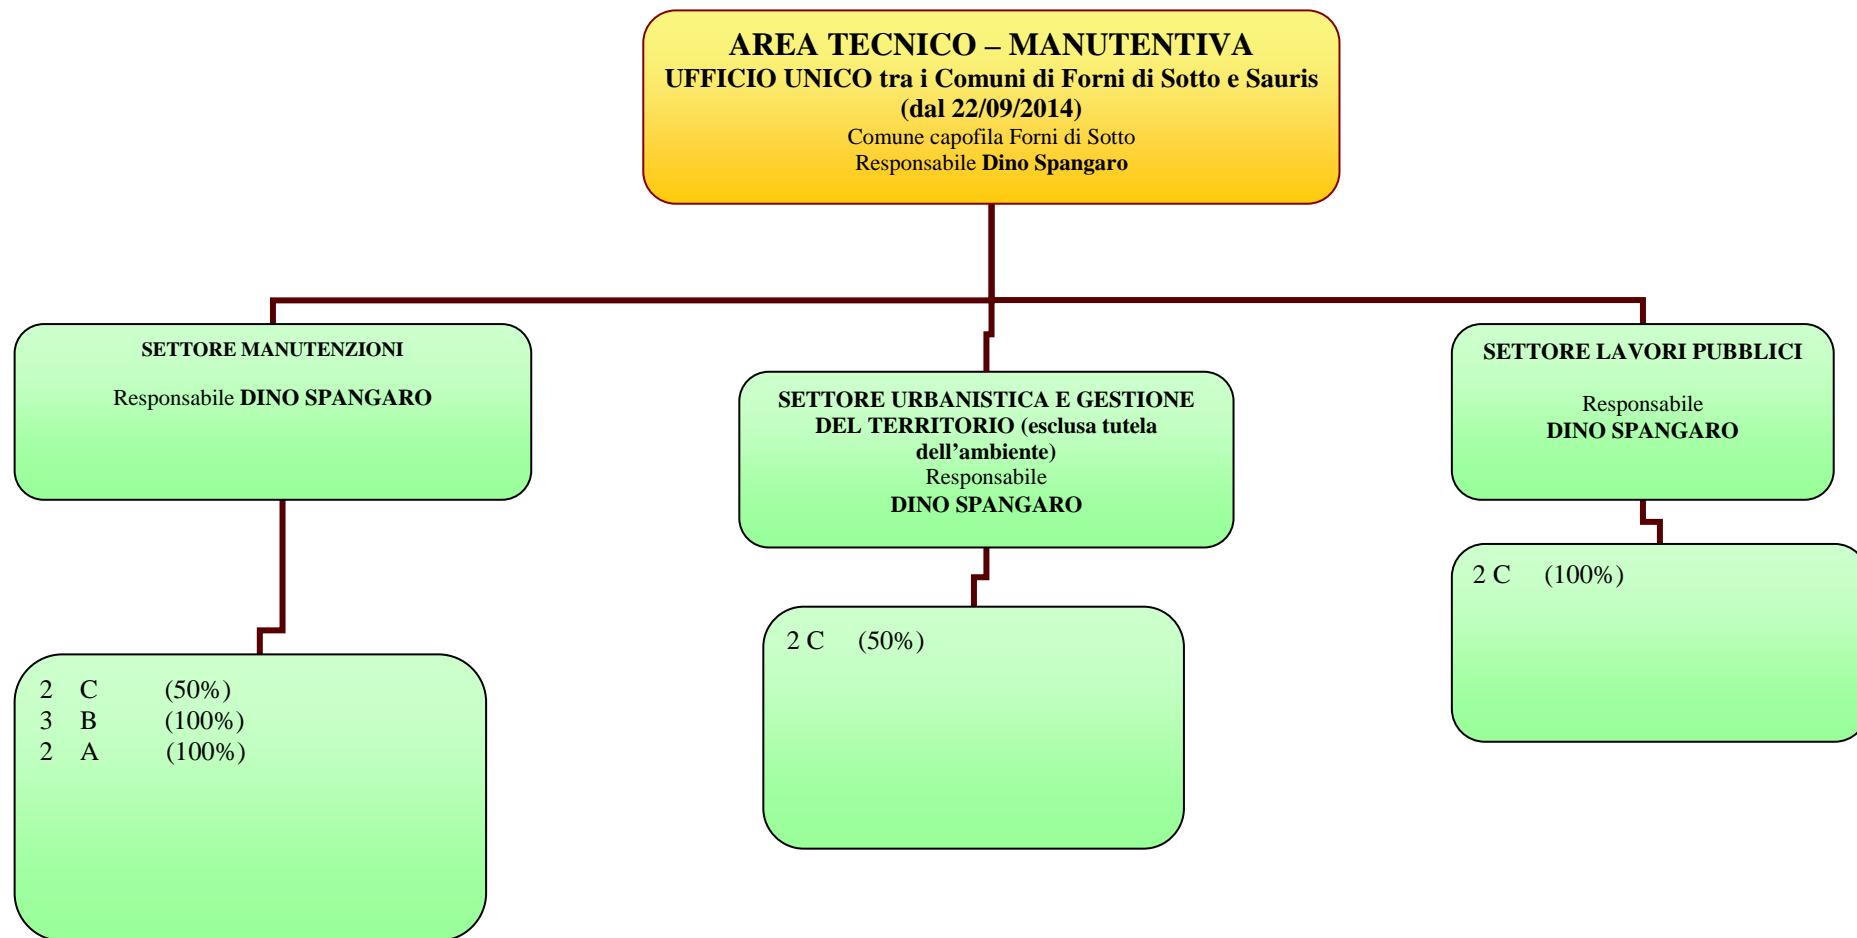 AREA TECNICO – MANUTENTIVA
UFFICIO UNICO tra i Comuni di Forni di Sotto e Sauris
(dal 22/09/2014)
Comune capofila Forni di Sotto
Responsabile Dino Spangaro
SETTORE MANUTENZIONI
Responsabile DINO SPANGARO
SETTORE URBANISTICA E GESTIONE
DEL TERRITORIO (esclusa tutela
dell’ambiente)
Responsabile
DINO SPANGARO
SETTORE LAVORI PUBBLICI
Responsabile
DINO SPANGARO
2 C (50%)
3 B (100%)
2 A (100%)
2 C (50%)
2 C (100%)